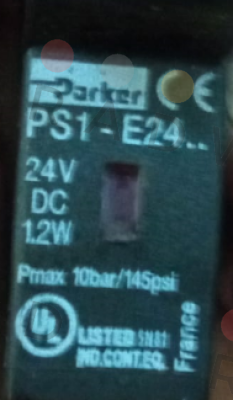 Parker CE
PS1 - E24..
24V
DC
1.2W
Pmax 10bar/145psi
UL LISTED
IND.CONT.EQ.
France